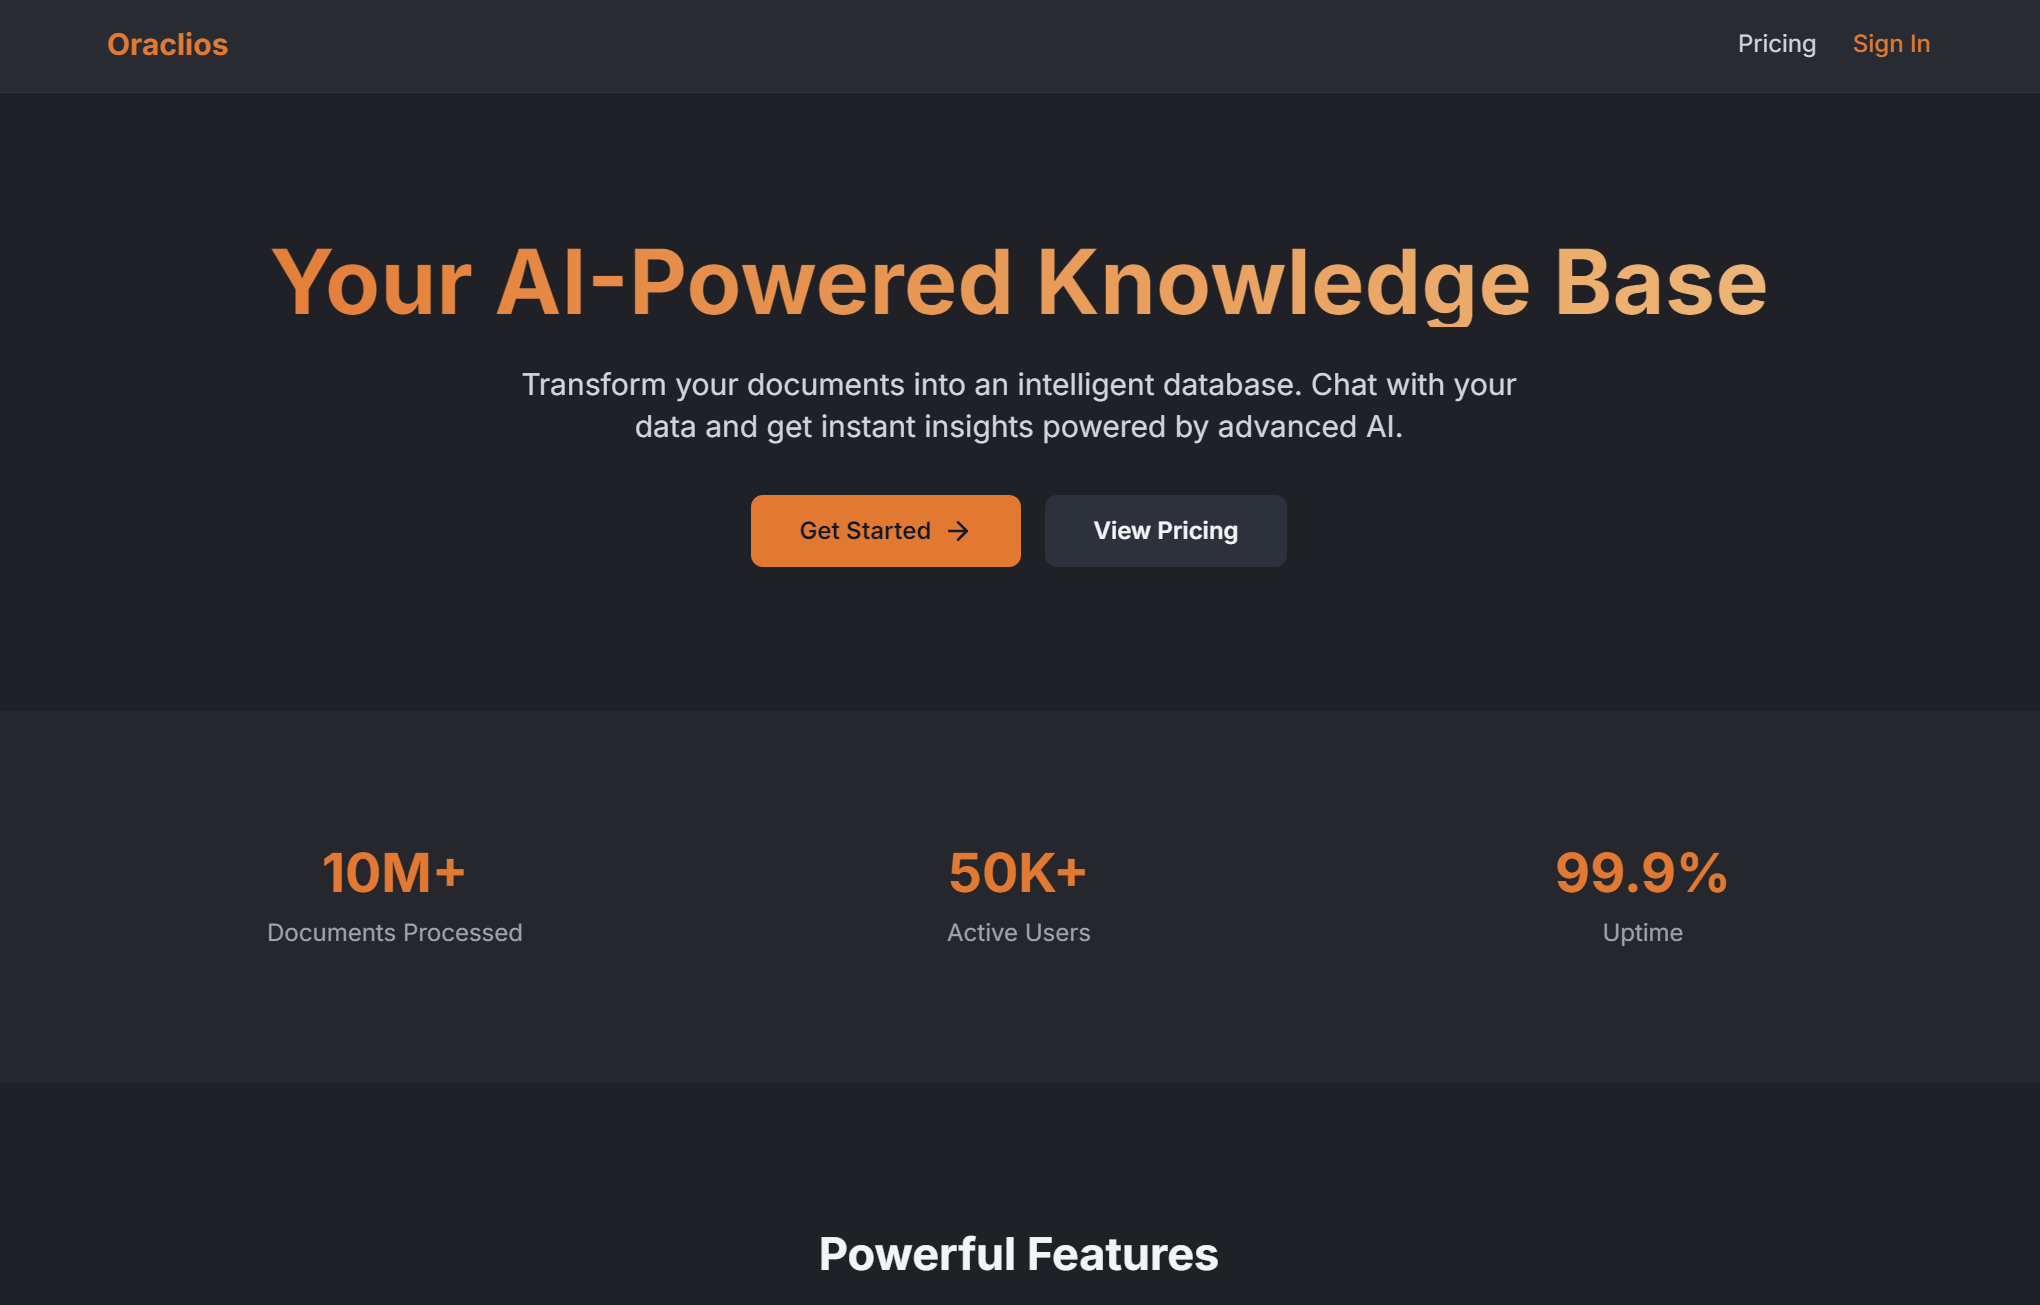 Oraclios
Pricing
Sign In
Your AI-Powered Knowledge Base
Transform your documents into an intelligent database. Chat with your
data and get instant insights powered by advanced AI.
Get Started →
View Pricing
10M+
Documents Processed
50K+
Active Users
99.9%
Uptime
Powerful Features